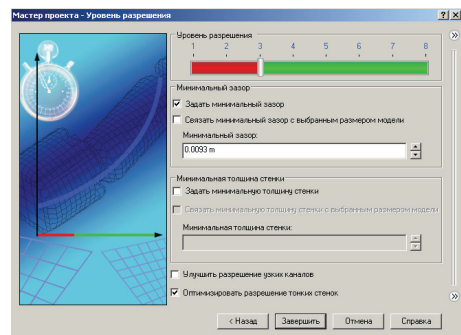 Мастер проекта - Уровень разрешения
Уровень разрешения
1 2 3 4 5 6 7 8
Минимальный зазор
Задать минимальный зазор
Связать минимальный зазор с выбранным размером модели
Минимальный зазор:
0.0093 m
Минимальная толщина стенки
Задать минимальную толщину стенки
Связать минимальную толщину стенки с выбранным размером модели
Минимальная толщина стенки:
Улучшить разрешение узких каналов
Оптимизировать разрешение тонких стенок
< Назад Завершить Отмена Справка